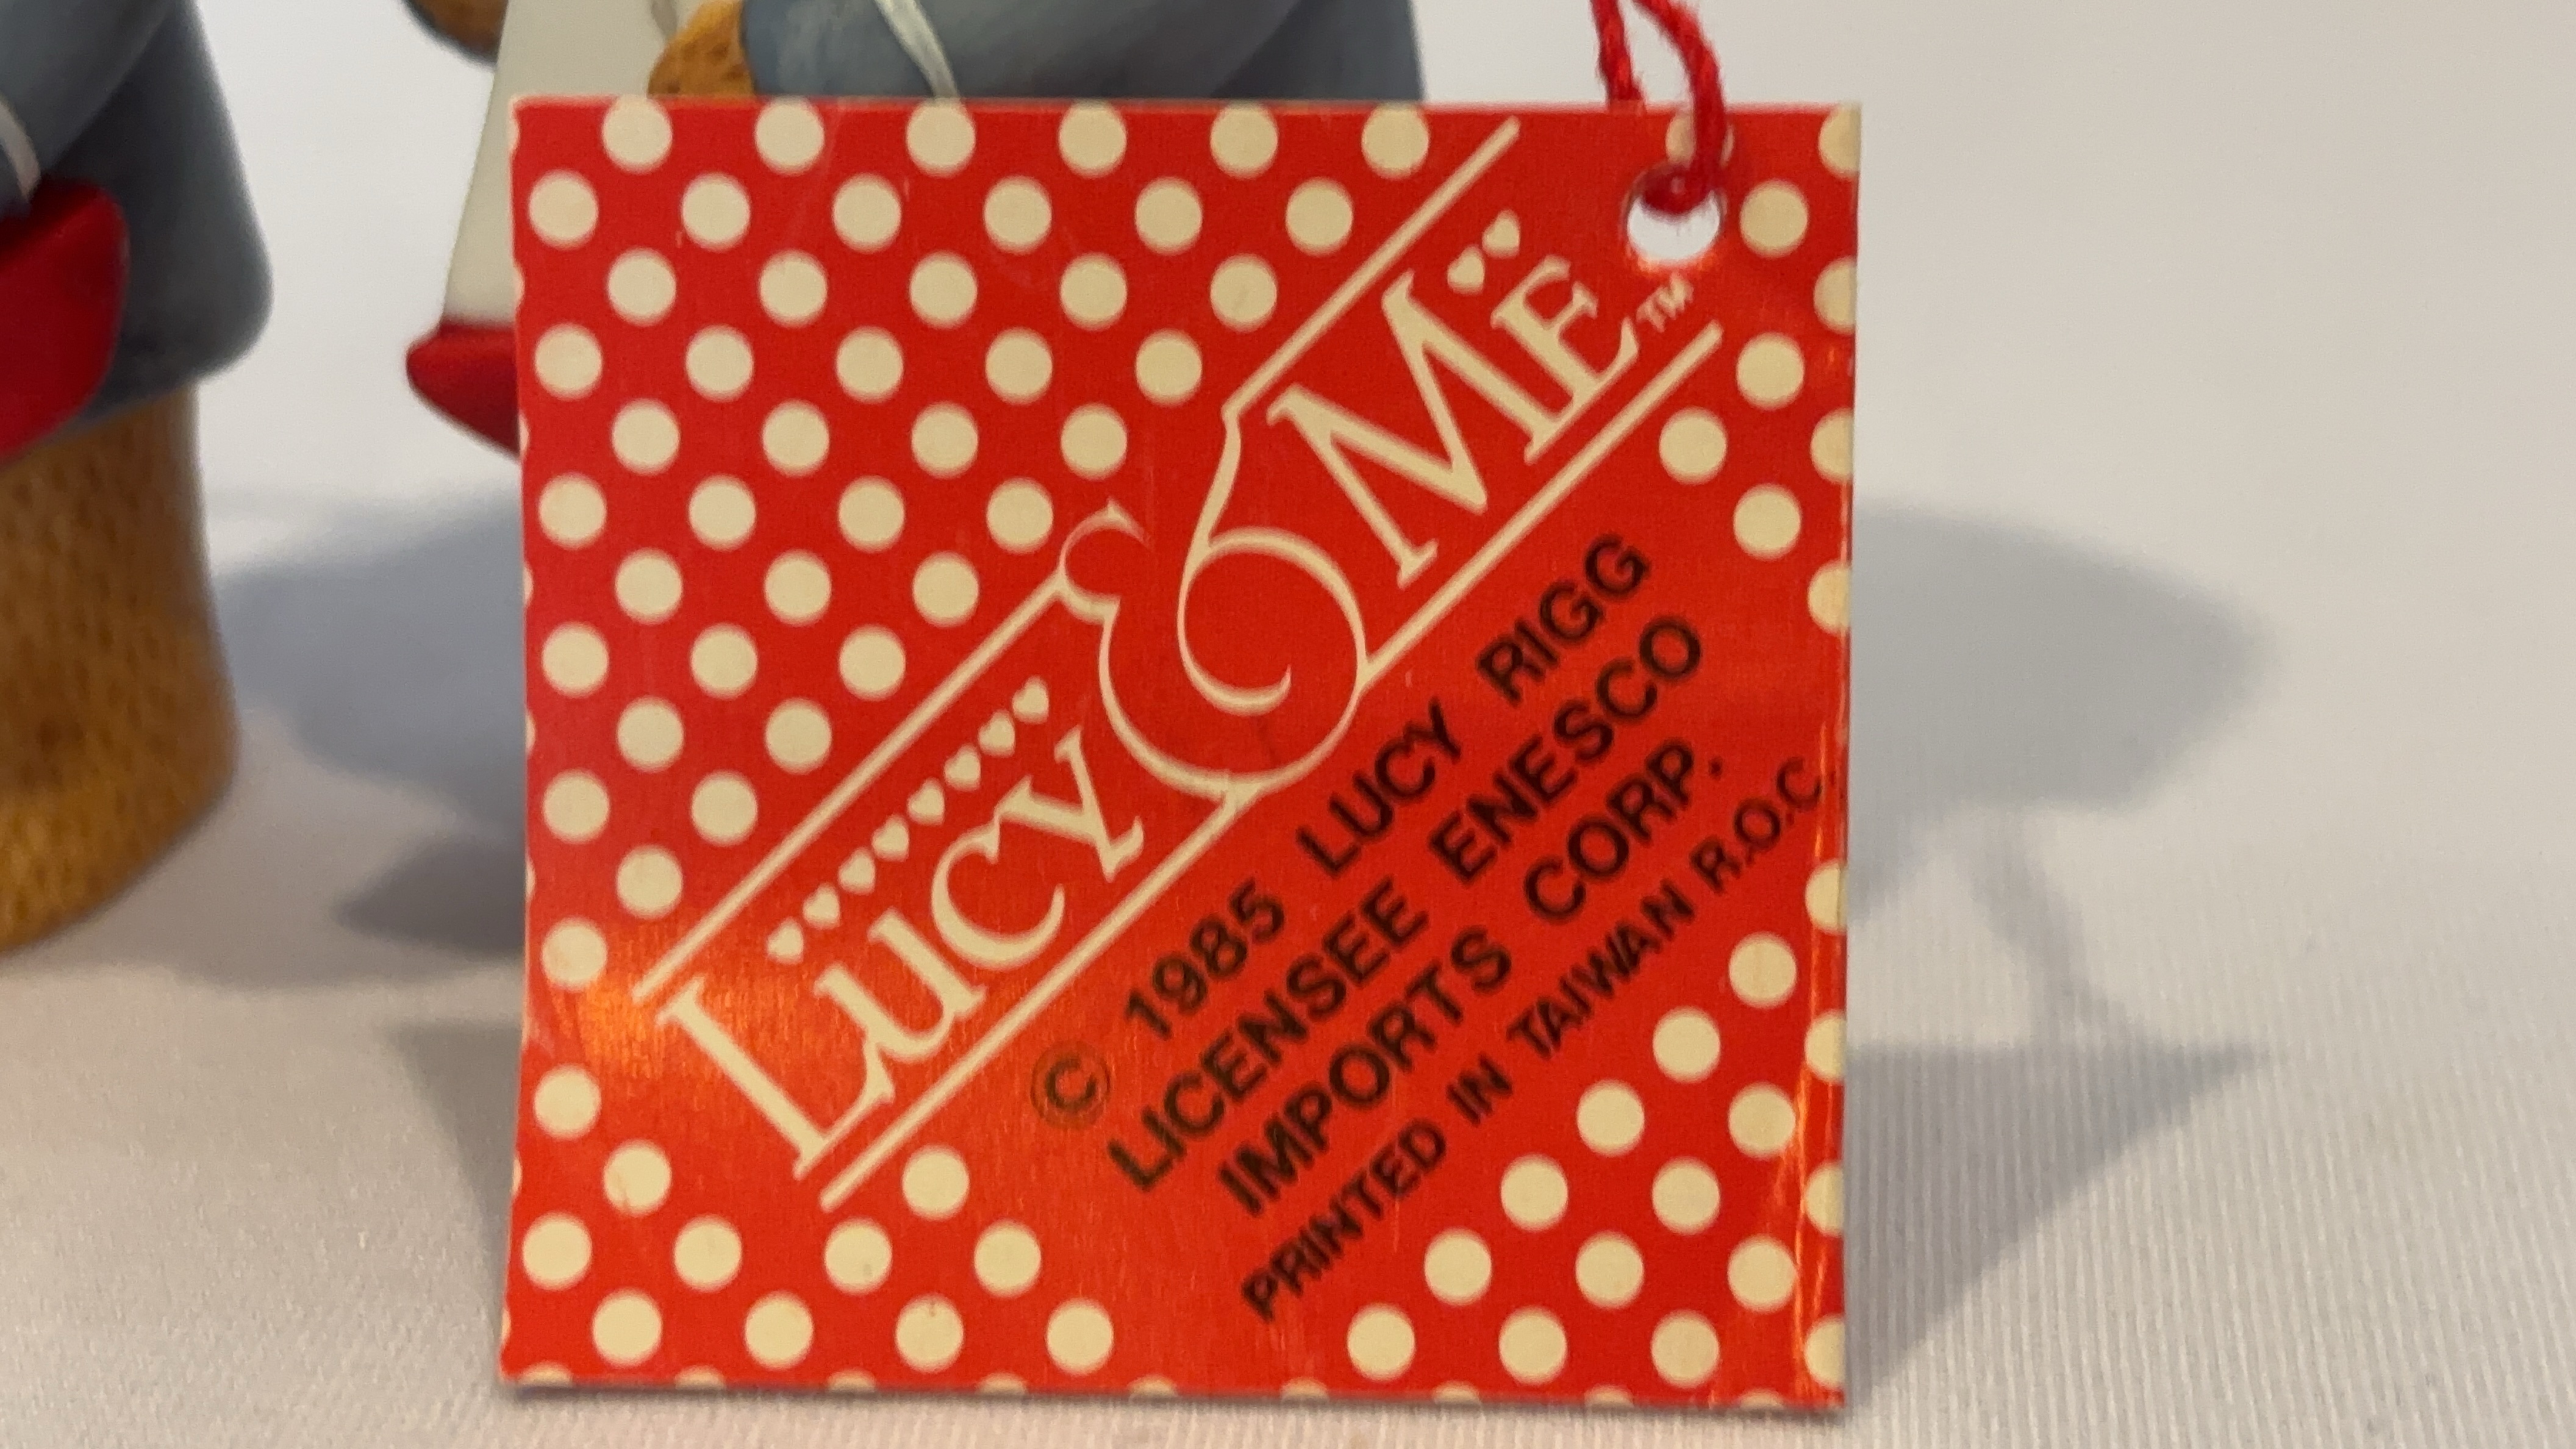 LUCY & ME™
© 1985 LUCY RIGG
LICENSEE ENESCO
IMPORTS CORP.
PRINTED IN TAIWAN R.O.C.